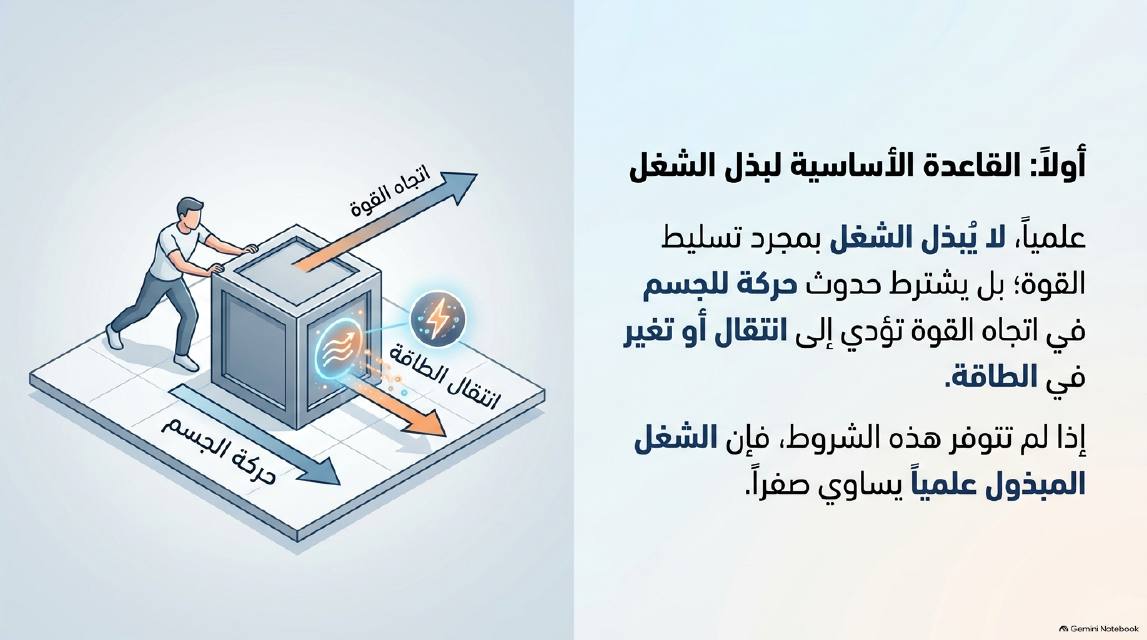 أولاً: القاعدة الأساسية لبذل الشغل
علمياً، لا يُبذل الشغل بمجرد تسليط
القوة؛ بل يشترط حدوث حركة للجسم
في اتجاه القوة تؤدي إلى انتقال أو تغير
في الطاقة.
إذا لم تتوفر هذه الشروط، فإن الشغل
المبذول علمياً يساوي صفراً.
اتجاه القوة
انتقال الطاقة
حركة الجسم
Gemini Notebook